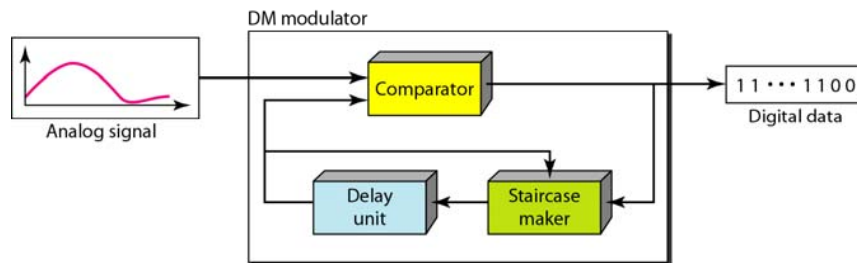 DM modulator
Analog signal
Comparator
11 ••• 1100
Digital data
Delay
unit
Staircase
maker